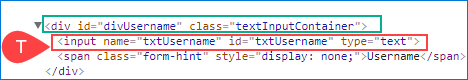 ▼<div id="divUsername" class="textInputContainer">
T
<input name="txtUsername" id="txtUsername" type="text">
<span class="form-hint" style="display: none;">Username</span>
</div>